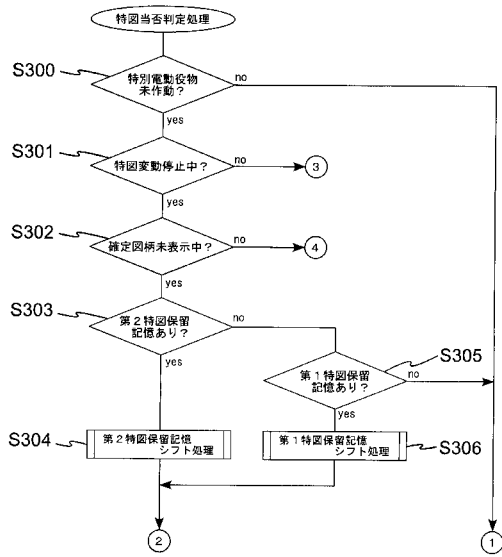 特図当否判定処理
S300
特別電動役物
未作動?
no
yes
S301
特図変動停止中?
no
③
yes
S302
確定図柄未表示中?
no
④
yes
S303
第2特図保留
記憶あり?
no
yes
S305
第1特図保留
記憶あり?
no
yes
S304
第2特図保留記憶
シフト処理
第1特図保留記憶
シフト処理
S306
②
①